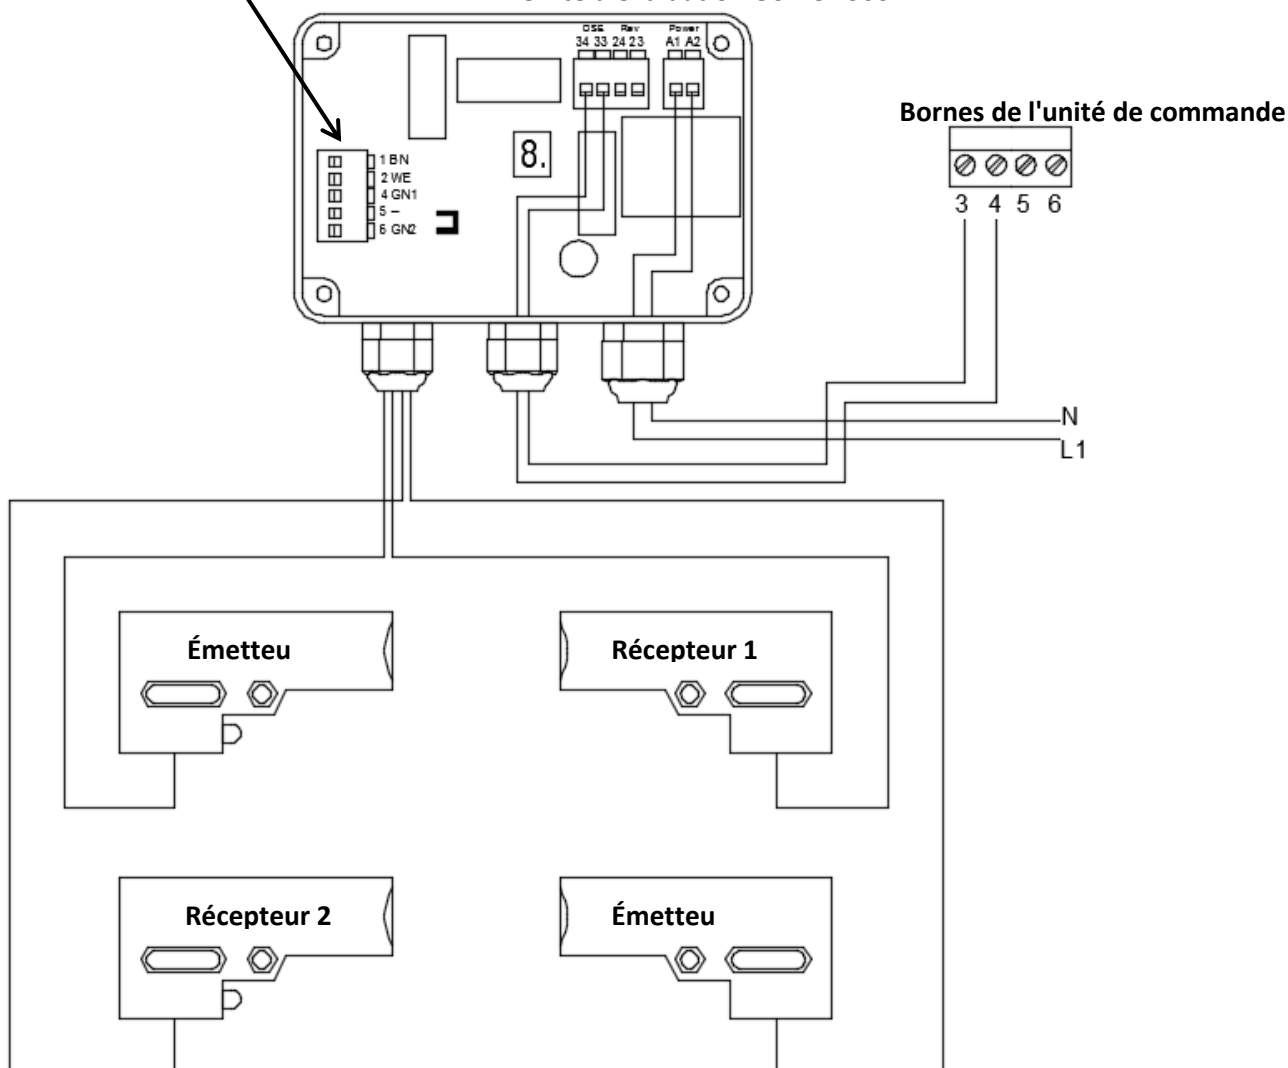 OSE Rev Power
34 33 24 23 A1 A2
Bornes de l'unité de commande
8.
1 BN
2 WE
4 GN1
5 –
6 GN2
3 4 5 6
N
L1
Émetteu
Récepteur 1
Récepteur 2
Émetteu